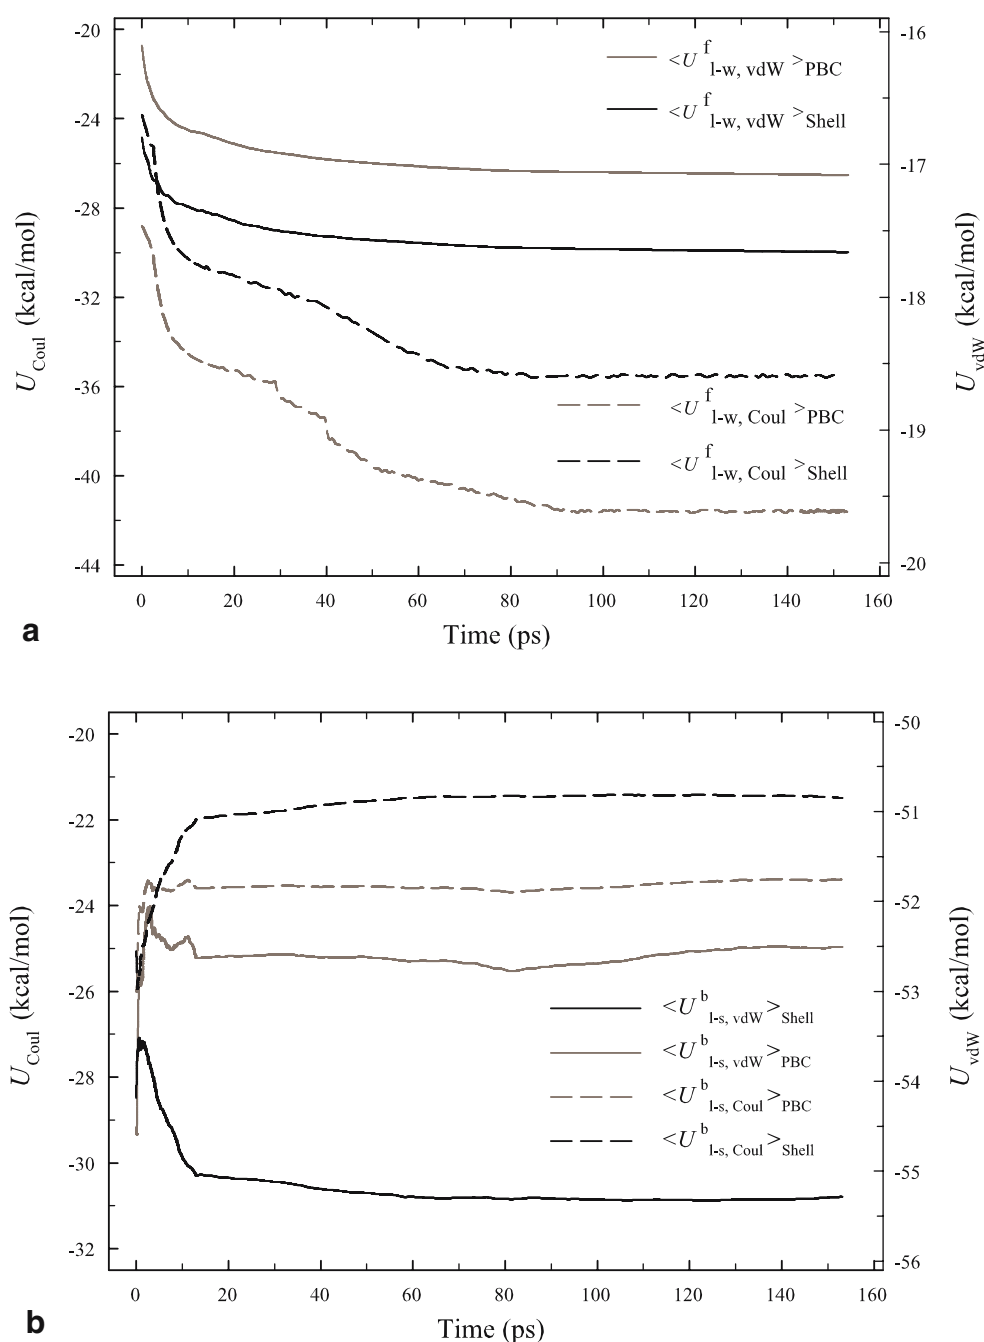 a
-20
-24
-28
-32
-36
-40
-44
U Coul (kcal/mol)
-16
-17
-18
-19
-20
U vdW (kcal/mol)
<U f l-w, vdW >PBC
<U f l-w, vdW >Shell
<U f l-w, Coul >PBC
<U f l-w, Coul >Shell
0 20 40 60 80 100 120 140 160
Time (ps)
b
-20
-22
-24
-26
-28
-30
-32
U Coul (kcal/mol)
-50
-51
-52
-53
-54
-55
-56
U vdW (kcal/mol)
<U b l-s, vdW >Shell
<U b l-s, vdW >PBC
<U b l-s, Coul >PBC
<U b l-s, Coul >Shell
0 20 40 60 80 100 120 140 160
Time (ps)